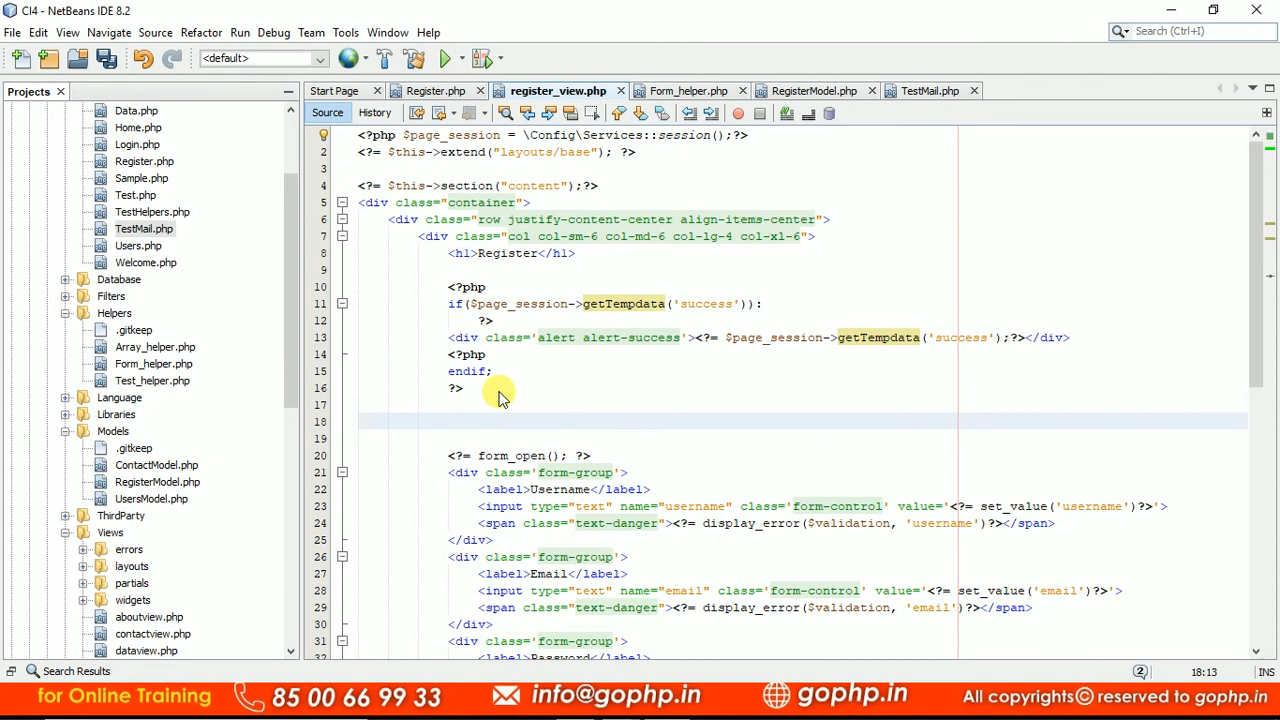 CI4 - NetBeans IDE 8.2
File Edit View Navigate Source Refactor Run Debug Team Tools Window Help
Search (Ctrl+I)
<default>
Projects
Start Page Register.php register_view.php Form_helper.php RegisterModel.php TestMail.php
Source History
Data.php
Home.php
Login.php
Register.php
Sample.php
Test.php
TestHelpers.php
TestMail.php
Users.php
Welcome.php
Database
Filters
Helpers
.gitkeep
Array_helper.php
Form_helper.php
Test_helper.php
Language
Libraries
Models
.gitkeep
ContactModel.php
RegisterModel.php
UsersModel.php
ThirdParty
Views
errors
layouts
partials
widgets
aboutview.php
contactview.php
dataview.php
<?php $page_session = \Config\Services::session();?>
2 <?= $this->extend("layouts/base"); ?>
3
4 <?= $this->section("content");?>
5 <div class="container">
6 <div class="row justify-content-center align-items-center">
7 <div class="col col-sm-6 col-md-6 col-lg-4 col-xl-6">
8 <h1>Register</h1>
9
10 <?php
11 if($page_session->getTempdata('success')):
12 ?>
13 <div class='alert alert-success'><?= $page_session->getTempdata('success');?></div>
14 <?php
15 endif;
16 ?>
17
18
19
20 <?= form_open(); ?>
21 <div class='form-group'>
22 <label>Username</label>
23 <input type="text" name="username" class='form-control' value='<?= set_value('username')?>'>
24 <span class="text-danger"><?= display_error($validation, 'username')?></span>
25 </div>
26 <div class='form-group'>
27 <label>Email</label>
28 <input type="text" name="email" class='form-control' value='<?= set_value('email')?>'>
29 <span class="text-danger"><?= display_error($validation, 'email')?></span>
30 </div>
31 <div class='form-group'>
32 <label>Password</label>
Search Results
2
18:13
INS
for Online Training 85 00 66 99 33 info@gophp.in gophp.in All copyrights© reserved to gophp.in